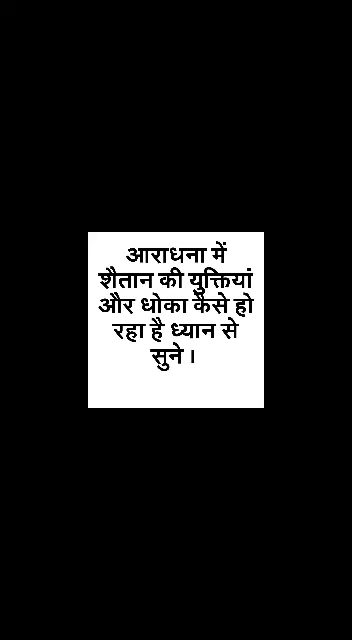 आराधना में
शैतान की युक्तियां
और धोका कैसे हो
रहा है ध्यान से
सुने।